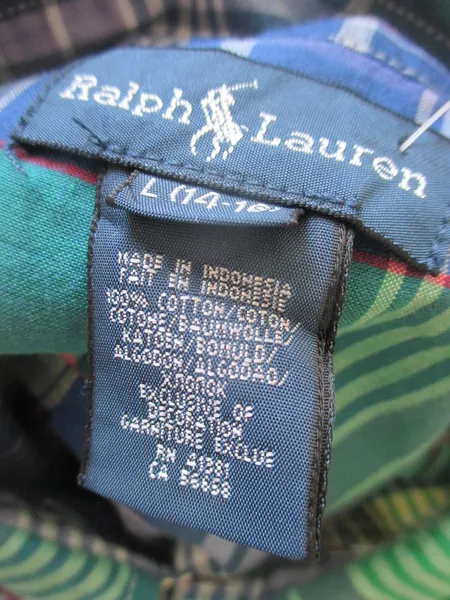 Ralph Lauren
L (14-16)
MADE IN INDONESIA
FAIT EN INDONESIE
100% COTTON/COTON/
COTONE/BAUMWOLLE/
KATOEN/BOMULD/
ALGODON/ALGODAO/
EXCLUSIVE OF
DECORATION
GARNITURE EXCLUE
RN 41381
CA 56658